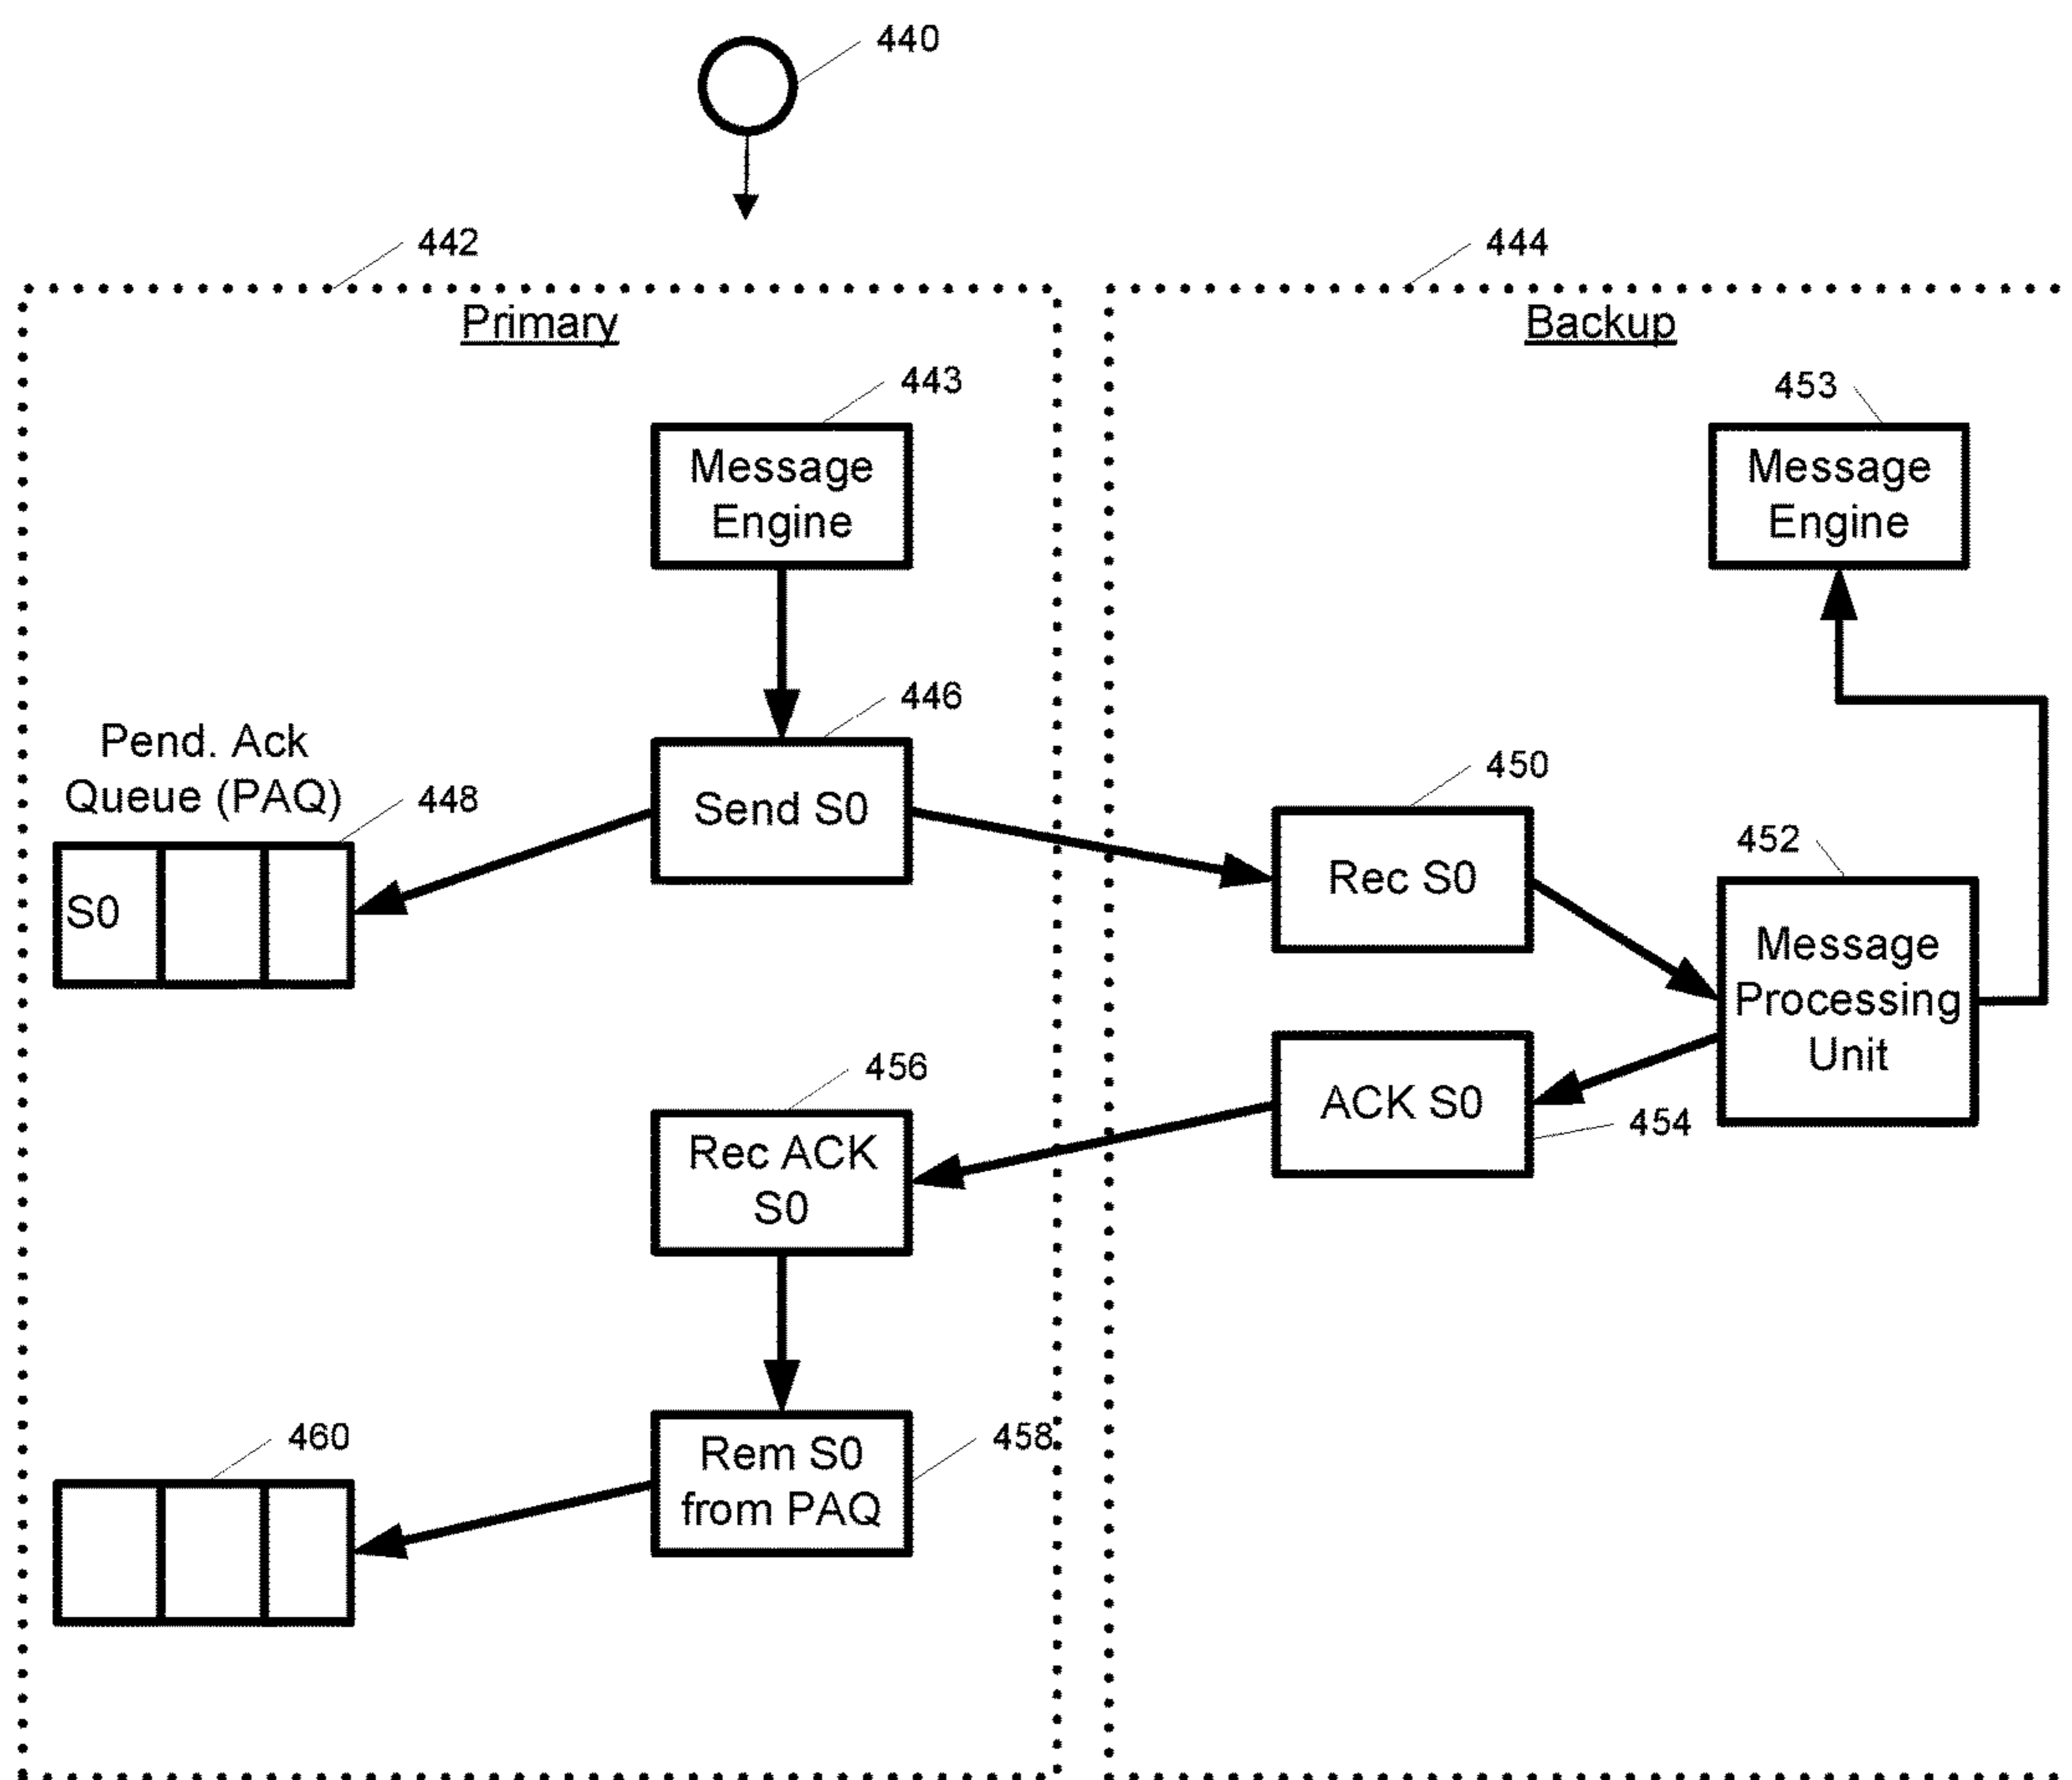 440
442
444
Primary
Backup
443
453
Message
Engine
Message
Engine
446
Pend. Ack
Queue (PAQ)
448
450
452
Send S0
Rec S0
S0
Message
Processing
Unit
456
ACK S0
454
Rec ACK
S0
460
458
Rem S0
from PAQ